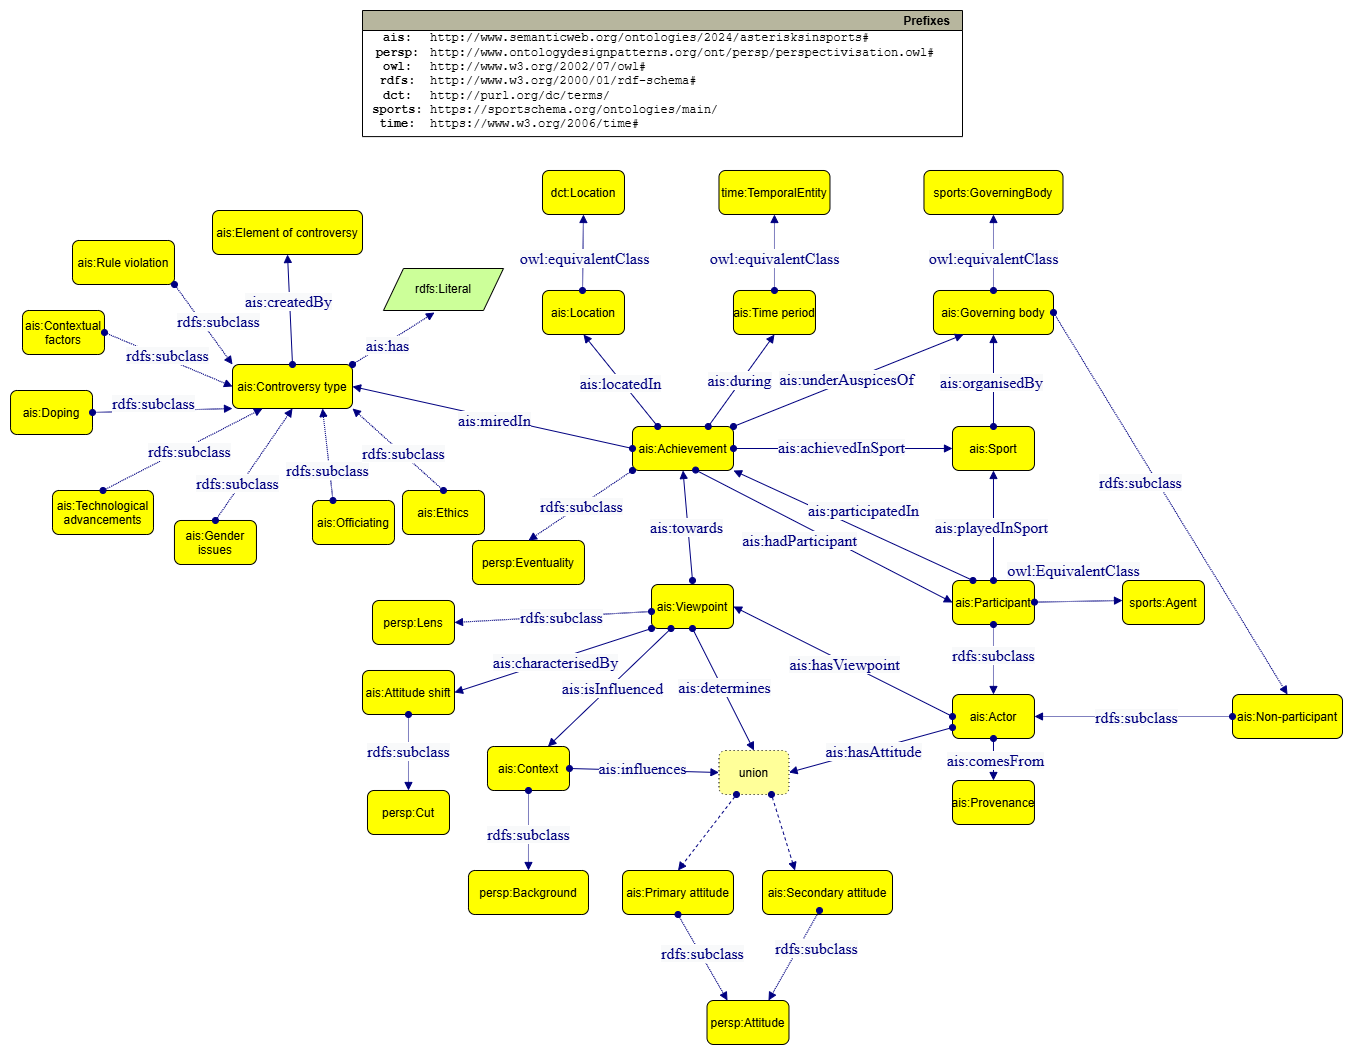 Prefixes
ais: http://www.semanticweb.org/ontologies/2024/asterisksinsports#
persp: http://www.ontologydesignpatterns.org/ont/persp/perspectivisation.owl#
owl: http://www.w3.org/2002/07/owl#
rdfs: http://www.w3.org/2000/01/rdf-schema#
dct: http://purl.org/dc/terms/
sports: https://sportschema.org/ontologies/main/
time: https://www.w3.org/2006/time#
dct:Location
time:TemporalEntity
sports:GoverningBody
ais:Element of controversy
ais:Rule violation
owl:equivalentClass
owl:equivalentClass
owl:equivalentClass
rdfs:Literal
ais:createdBy
ais:Location
ais:Time period
ais:Governing body
rdfs:subclass
ais:Contextual
factors
ais:has
rdfs:subclass
ais:Controversy type
ais:locatedIn
ais:during
ais:underAuspicesOf
ais:organisedBy
rdfs:subclass
ais:Doping
ais:miredIn
ais:Achievement
ais:achievedInSport
ais:Sport
rdfs:subclass
rdfs:subclass
rdfs:subclass
rdfs:subclass
rdfs:subclass
ais:Technological
advancements
ais:Gender
issues
ais:Officiating
ais:Ethics
rdfs:subclass
ais:participatedIn
ais:towards
ais:hadParticipant
ais:playedInSport
persp:Eventuality
owl:EquivalentClass
ais:Viewpoint
ais:Participant
sports:Agent
persp:Lens
rdfs:subclass
ais:characterisedBy
ais:hasViewpoint
rdfs:subclass
ais:Attitude shift
ais:isInfluenced
ais:determines
ais:Actor
rdfs:subclass
ais:Non-participant
rdfs:subclass
ais:hasAttitude
ais:comesFrom
ais:Context
ais:influences
union
ais:Provenance
persp:Cut
rdfs:subclass
persp:Background
ais:Primary attitude
ais:Secondary attitude
rdfs:subclass
rdfs:subclass
persp:Attitude